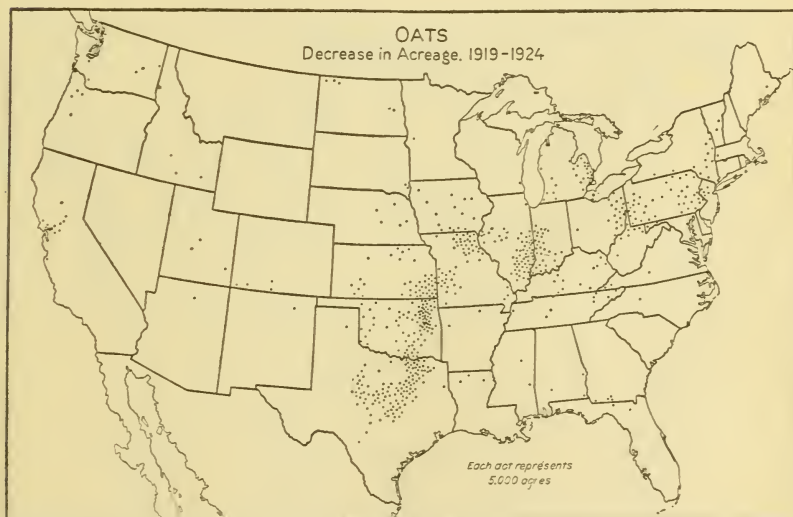 OATS
Decrease in Acreage, 1919-1924
Each dot represents
5,000 acres